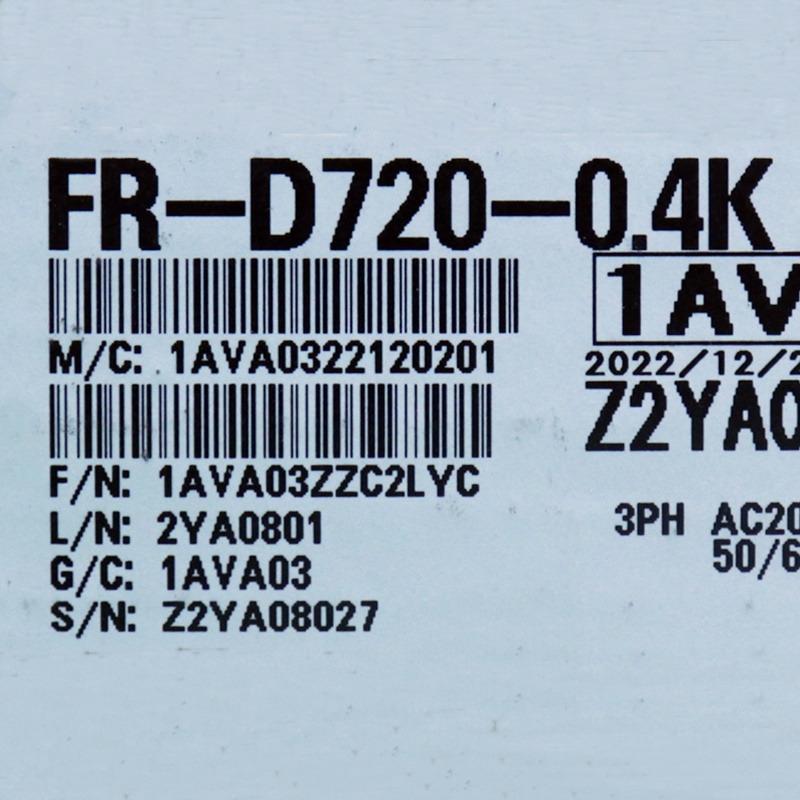 FR-D720-0.4K
1AV
M/C: 1AVA0322120201
2022/12/2
Z2YA0
F/N: 1AVA03ZZC2LYC
L/N: 2YA0801
3PH AC20
G/C: 1AVA03
50/6
S/N: Z2YA08027